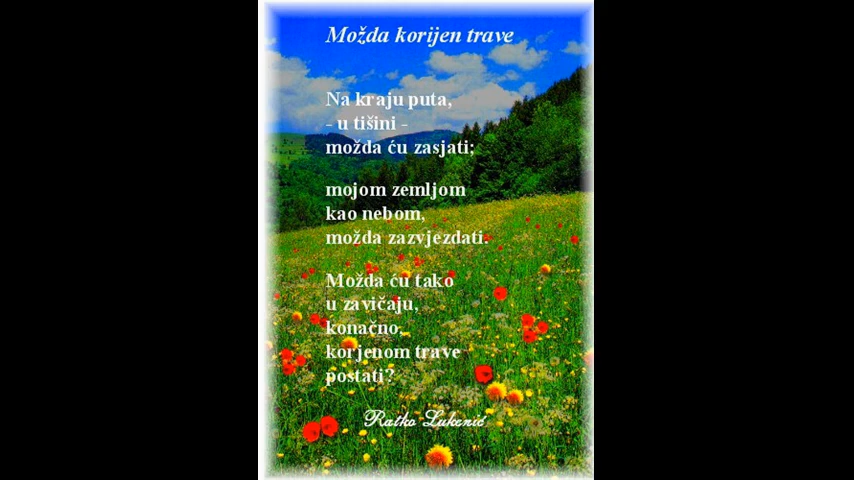 Možda korijen trave
Na kraju puta,
- u tišini -
možda ću zasjati;
mojom zemljom
kao nebom,
možda zazvjezdati.
Možda ću tako
u zavičaju,
konačno,
korjenom trave
postati?
Ratko Lukenić